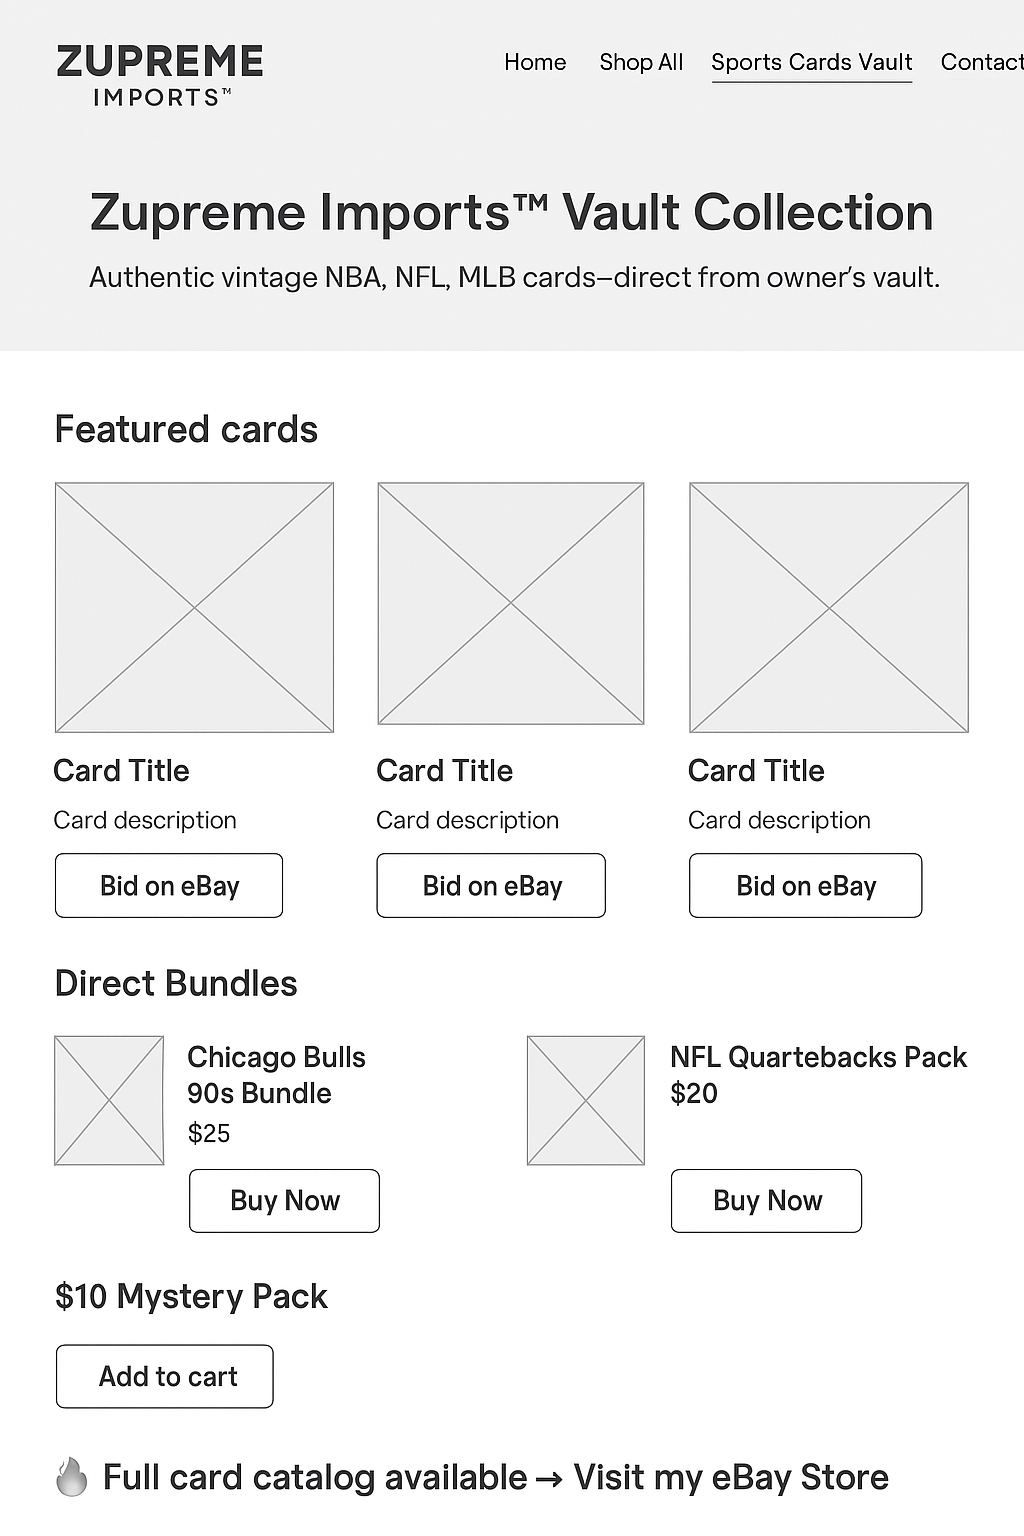 ZUPREME
IMPORTS™
Home Shop All Sports Cards Vault Contact
Zupreme Imports™ Vault Collection
Authentic vintage NBA, NFL, MLB cards–direct from owner’s vault.
Featured cards
Card Title
Card description
Bid on eBay
Card Title
Card description
Bid on eBay
Card Title
Card description
Bid on eBay
Direct Bundles
Chicago Bulls
90s Bundle
$25
Buy Now
NFL Quartebacks Pack
$20
Buy Now
$10 Mystery Pack
Add to cart
🔥 Full card catalog available → Visit my eBay Store